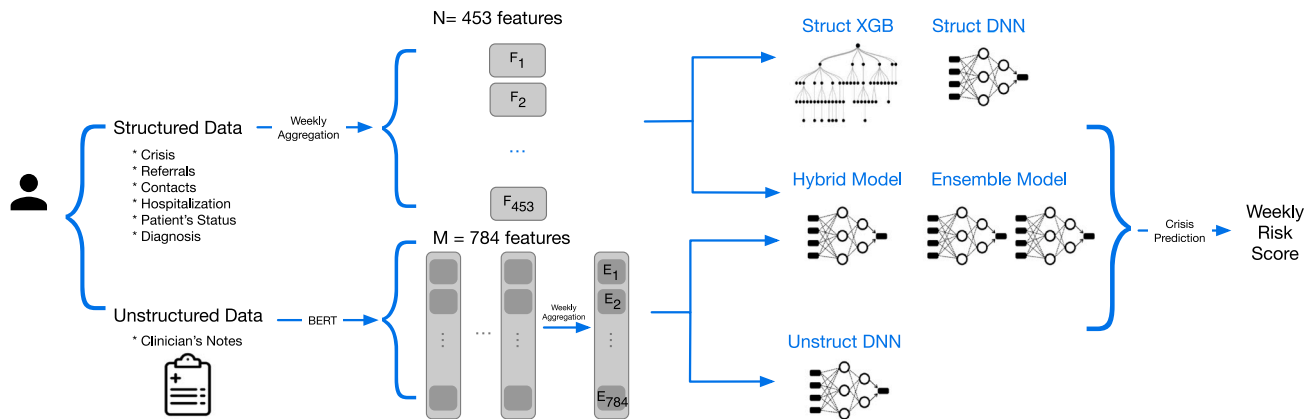 Structured Data
* Crisis
* Referrals
* Contacts
* Hospitalization
* Patient's Status
* Diagnosis
Unstructured Data
* Clinician's Notes
Weekly
Aggregation
BERT
N= 453 features
F1
F2
...
F453
M = 784 features
...
Weekly
Aggregation
E1
E2
E784
Struct XGB
Struct DNN
Hybrid Model
Ensemble Model
Unstruct DNN
Crisis
Prediction
Weekly
Risk
Score